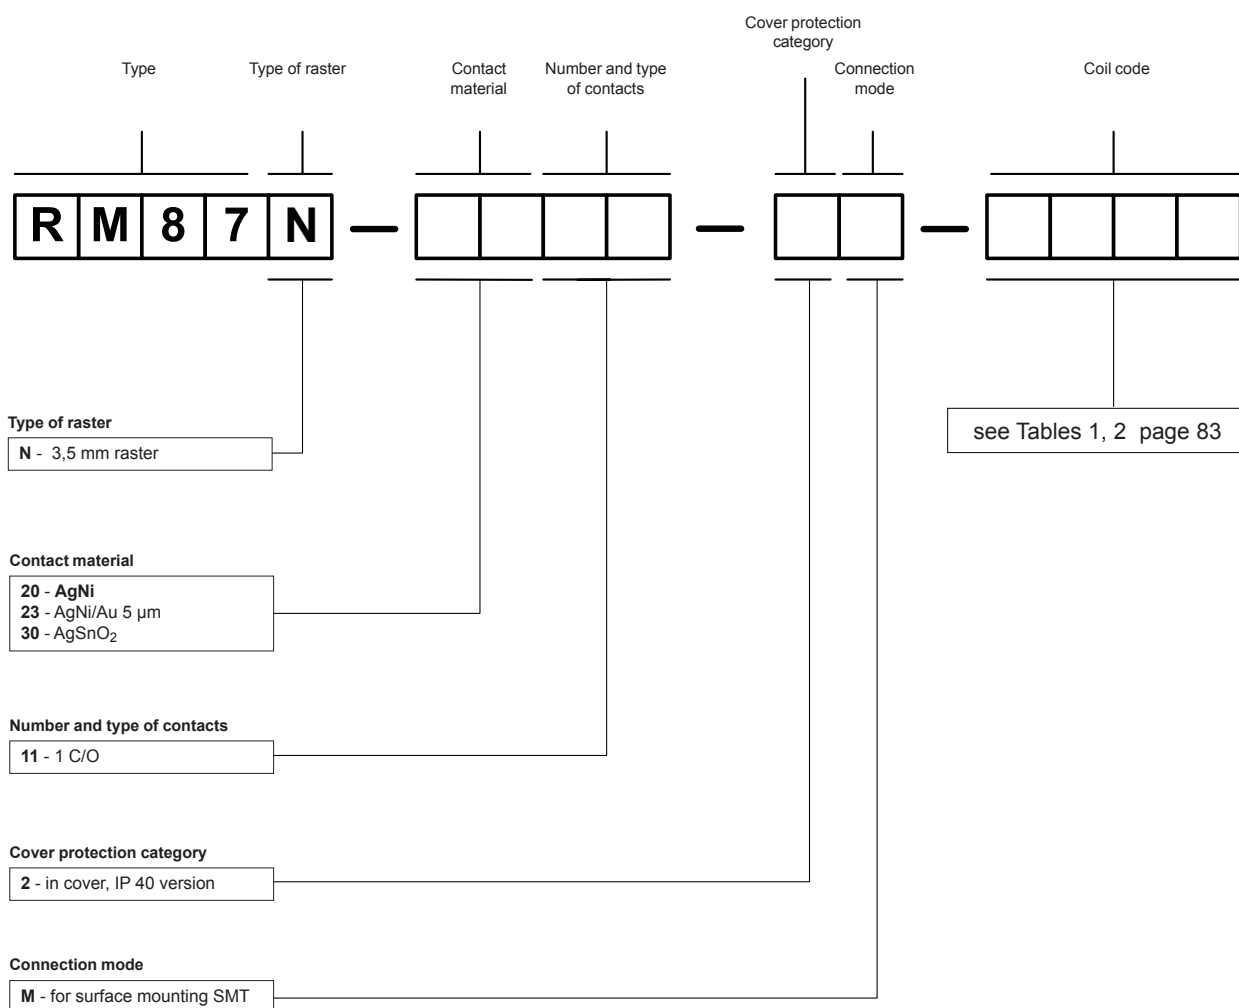 Cover protection
category
Type
Type of raster
Contact
material
Number and type
of contacts
Connection
mode
Coil code
R M 8 7 N — — —
Type of raster
N - 3,5 mm raster
see Tables 1, 2 page 83
Contact material
20 - AgNi
23 - AgNi/Au 5 µm
30 - AgSnO2
Number and type of contacts
11 - 1 C/O
Cover protection category
2 - in cover, IP 40 version
Connection mode
M - for surface mounting SMT